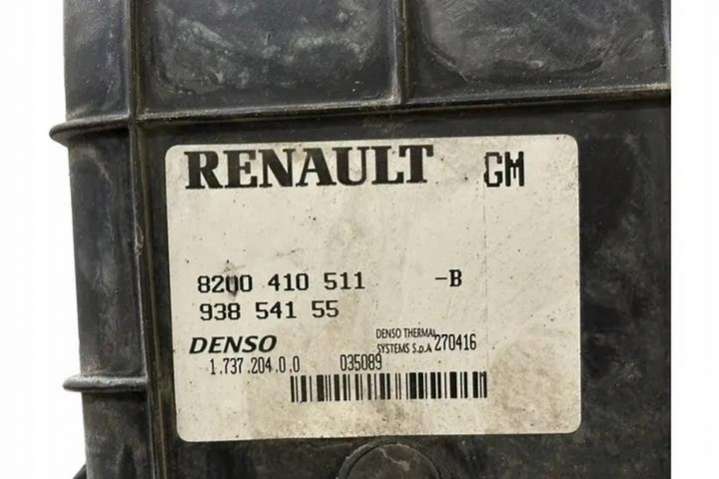 RENAULT GM
8200 410 511 -B
938 541 55
DENSO DENSO THERMAL
SYSTEMS S.p.A 270416
1.737.204.0.0 035089